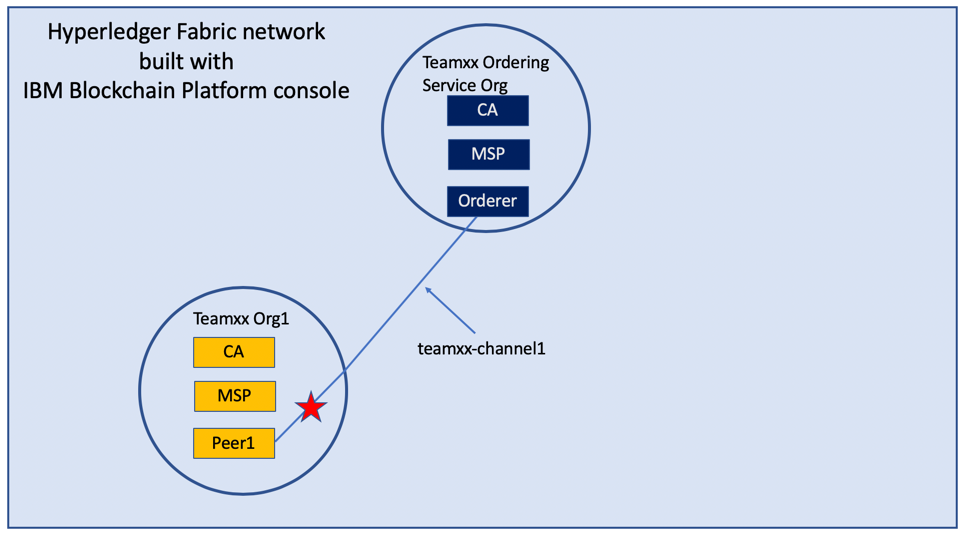 Hyperledger Fabric network
built with
IBM Blockchain Platform console
Teamxx Ordering
Service Org
CA
MSP
Orderer
teamxx-channel1
Teamxx Org1
CA
MSP
Peer1